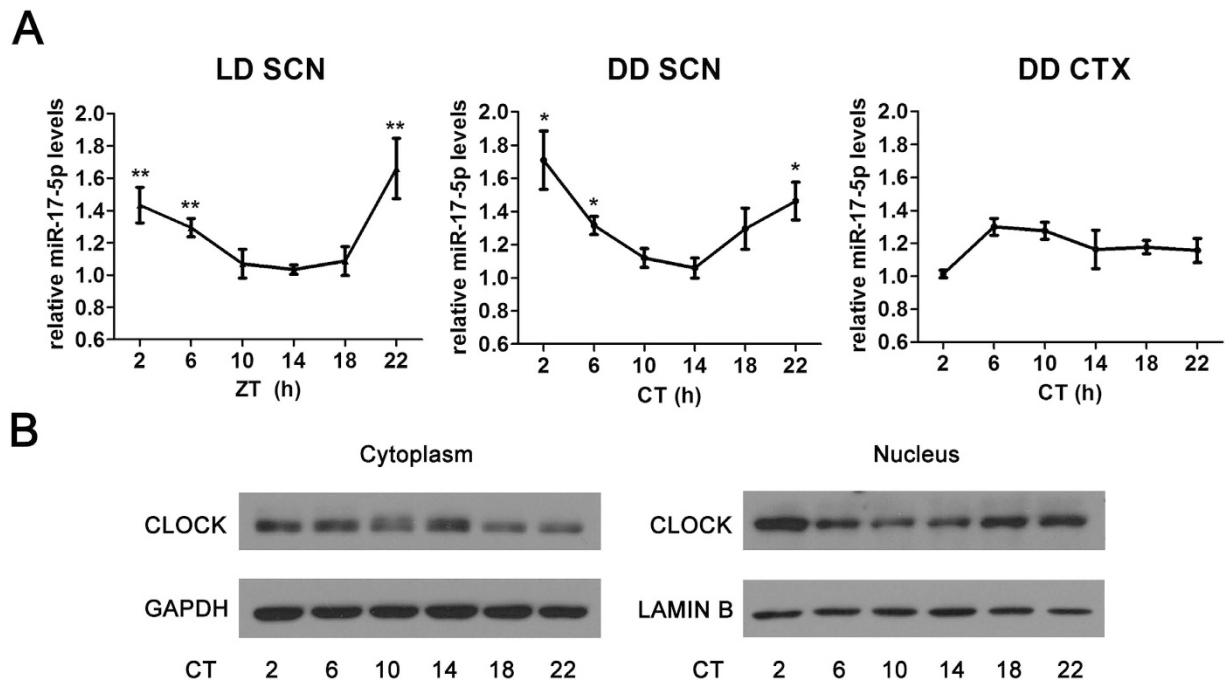 A
LD SCN
DD SCN
DD CTX
relative miR-17-5p levels
2.0
1.8
1.6
1.4
1.2
1.0
0.8
0.6
** ** **
2 6 10 14 18 22
ZT (h)
relative miR-17-5p levels
2.0
1.8
1.6
1.4
1.2
1.0
0.8
0.6
* * *
2 6 10 14 18 22
CT (h)
relative miR-17-5p levels
2.0
1.8
1.6
1.4
1.2
1.0
0.8
0.6
2 6 10 14 18 22
CT (h)
B
Cytoplasm
CLOCK
GAPDH
CT 2 6 10 14 18 22
Nucleus
CLOCK
LAMIN B
CT 2 6 10 14 18 22